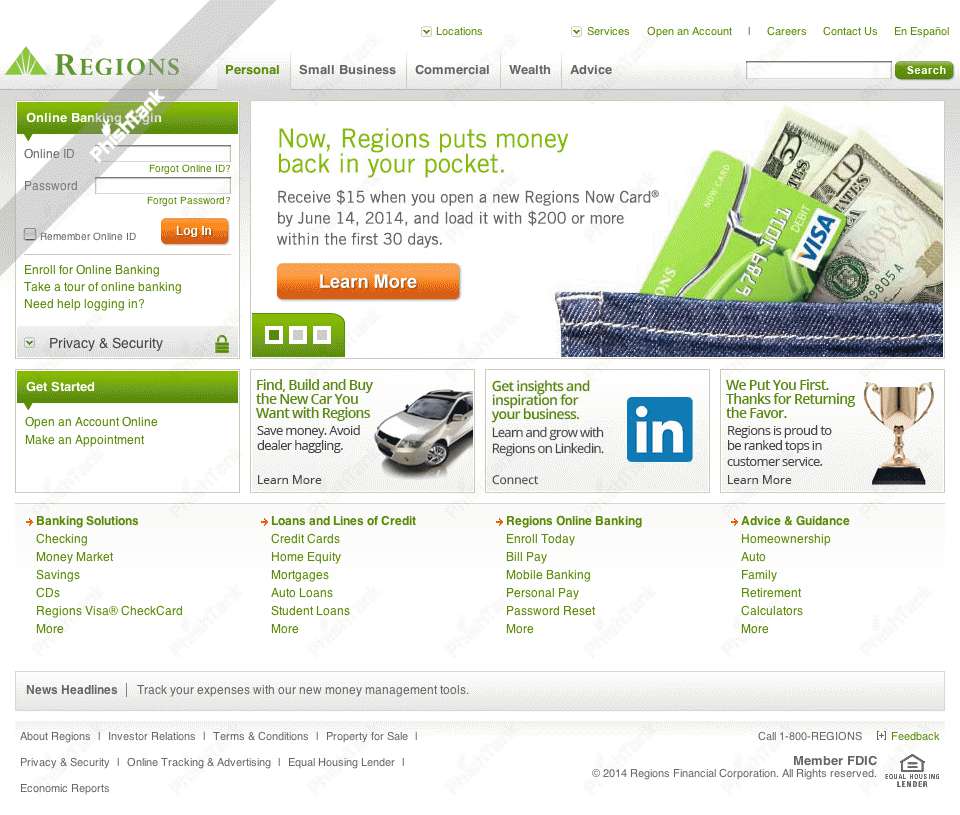 Locations
Services
Open an Account | Careers
Contact Us
En Español
REGIONS
Personal
Small Business
Commercial
Wealth
Advice
Search
Online Banking Login
PhishTank
Online ID
Forgot Online ID?
Password
Forgot Password?
Remember Online ID
Log In
Enroll for Online Banking
Take a tour of online banking
Need help logging in?
Privacy & Security
Now, Regions puts money
back in your pocket.
Receive $15 when you open a new Regions Now Card®
by June 14, 2014, and load it with $200 or more
within the first 30 days.
Learn More
NOW CARD
DEBIT
VISA
6789 1011
Get Started
Open an Account Online
Make an Appointment
Find, Build and Buy
the New Car You
Want with Regions
Save money. Avoid
dealer haggling.
Learn More
Get insights and
inspiration for
your business.
Learn and grow with
Regions on Linkedin.
Connect
in
We Put You First.
Thanks for Returning
the Favor.
Regions is proud to
be ranked tops in
customer service.
Learn More
Banking Solutions
Checking
Money Market
Savings
CDs
Regions Visa® CheckCard
More
Loans and Lines of Credit
Credit Cards
Home Equity
Mortgages
Auto Loans
Student Loans
More
Regions Online Banking
Enroll Today
Bill Pay
Mobile Banking
Personal Pay
Password Reset
More
Advice & Guidance
Homeownership
Auto
Family
Retirement
Calculators
More
News Headlines | Track your expenses with our new money management tools.
About Regions | Investor Relations | Terms & Conditions | Property for Sale |
Privacy & Security | Online Tracking & Advertising | Equal Housing Lender |
Economic Reports
Call 1-800-REGIONS
[+] Feedback
Member FDIC
© 2014 Regions Financial Corporation. All Rights reserved.
EQUAL HOUSING
LENDER